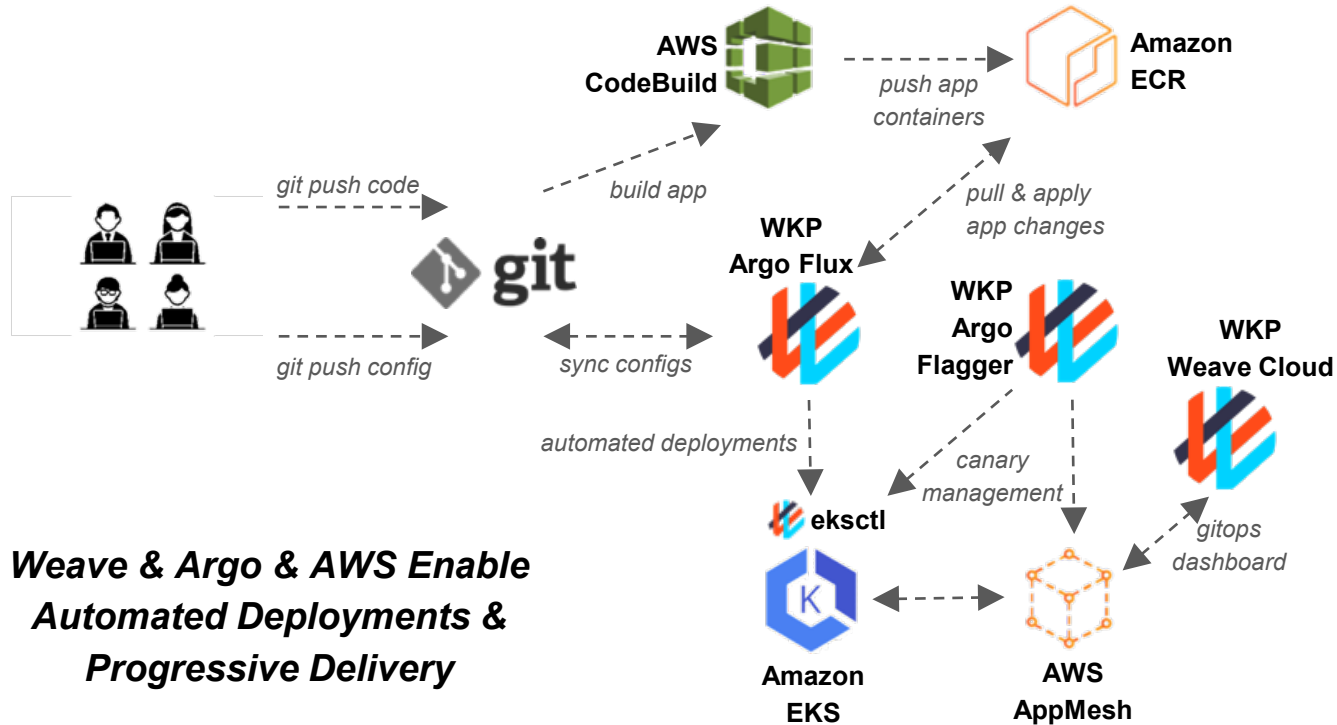 AWS
CodeBuild
Amazon
ECR
push app
containers
git push code
build app
pull & apply
app changes
git
WKP
Argo Flux
WKP
Argo
Flagger
WKP
Weave Cloud
git push config
sync configs
automated deployments
canary
management
eksctl
gitops
dashboard
K
Weave & Argo & AWS Enable
Automated Deployments &
Progressive Delivery
Amazon
EKS
AWS
AppMesh